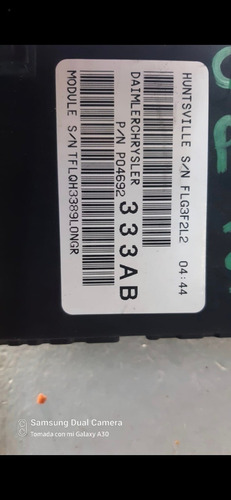 HUNTSVILLE S/N FLG3F2L2 04:44
DAIMLERCHRYSLER
P/N P04692 333AB
MODULE S/N TFLQH3389L0NGR
Samsung Dual Camera
Tomada con mi Galaxy A30